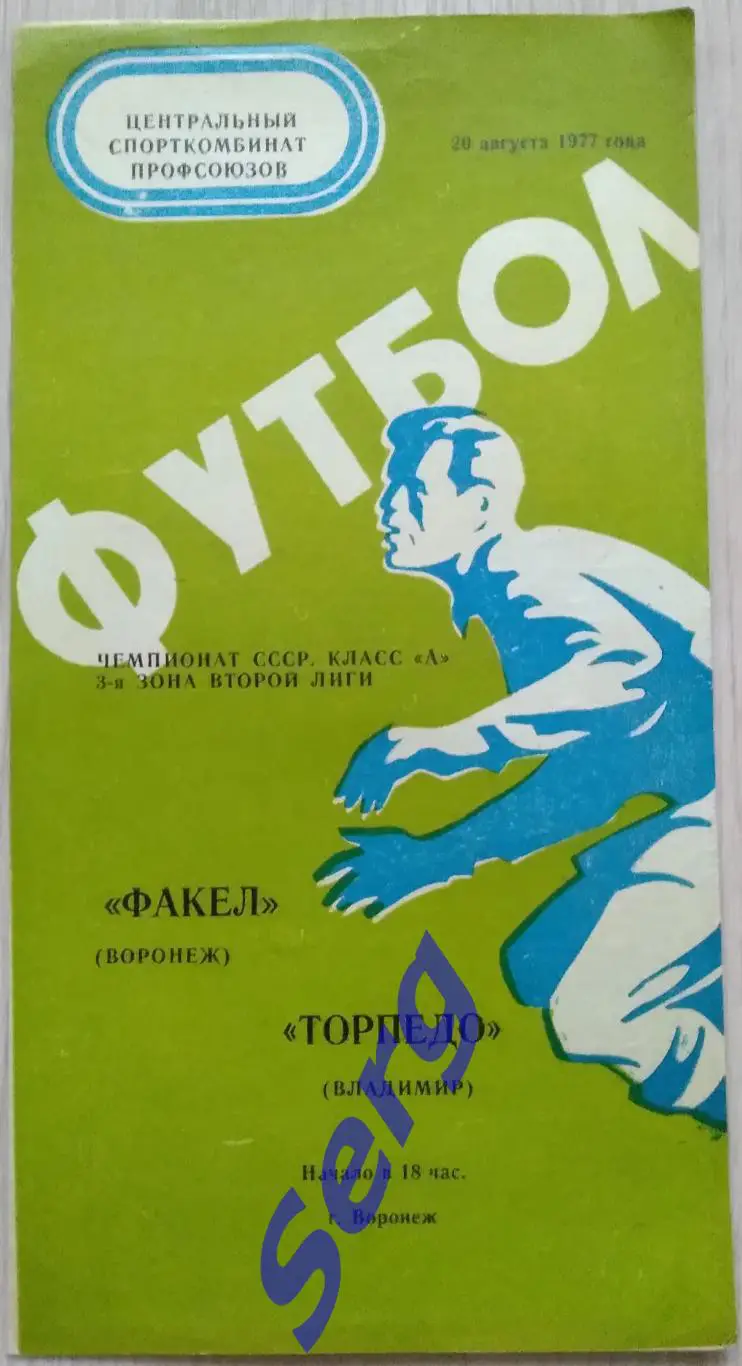 ЦЕНТРАЛЬНЫЙ
СПОРТКОМБИНАТ
ПРОФСОЮЗОВ
20 августа 1977 года
ФУТБОЛ
ЧЕМПИОНАТ СССР. КЛАСС «А»
3-я ЗОНА ВТОРОЙ ЛИГИ
«ФАКЕЛ»
(ВОРОНЕЖ)
«ТОРПЕДО»
(ВЛАДИМИР)
Начало в 18 час.
г. Воронеж
Serg